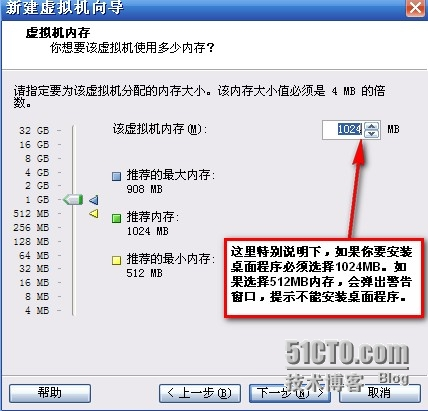 新建虚拟机向导
虚拟机内存
你想要该虚拟机使用多少内存?
请指定要为该虚拟机分配的内存大小。该内存大小值必须是 4 MB 的倍
数。
该虚拟机内存(M):
1024
MB
32 GB
16 GB
8 GB
4 GB
2 GB
1 GB
512 MB
256 MB
128 MB
64 MB
32 MB
16 MB
8 MB
4 MB
推荐的最大内存:
908 MB
推荐内存:
1024 MB
推荐的最小内存:
512 MB
这里特别说明下，如果你要安装
桌面程序必须选择1024MB。如
果选择512MB内存，会弹出警告
窗口，提示不能安装桌面程序。
51CTO.com
技术博客 Blog
帮助
< 上一步(B)
下一步(N) >
取消